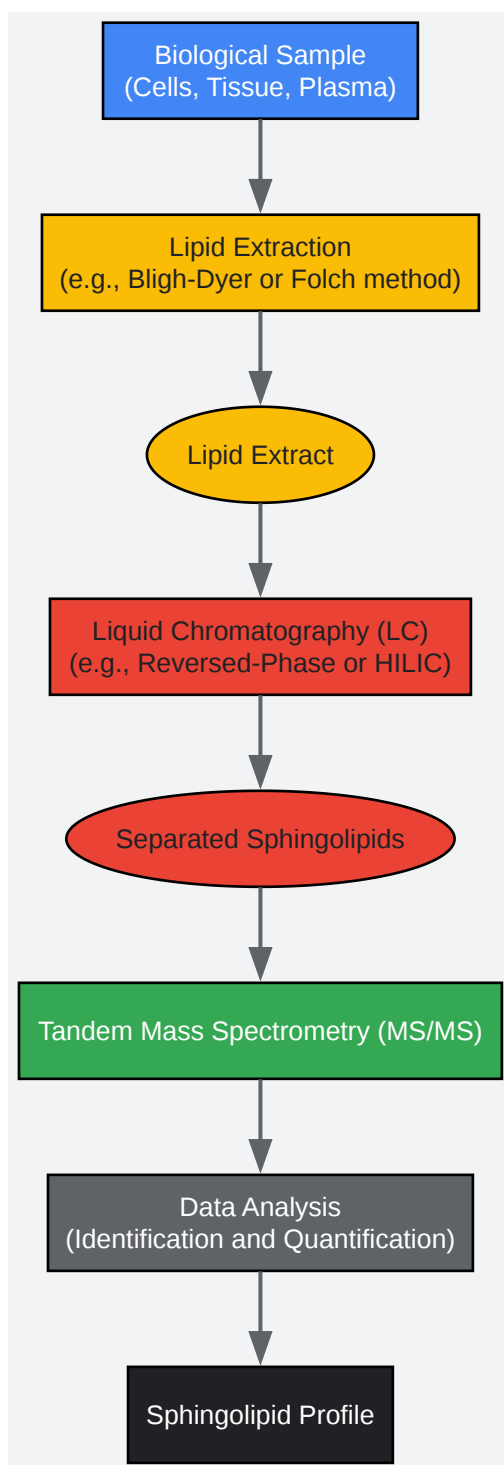 Biological Sample
(Cells, Tissue, Plasma)
Lipid Extraction
(e.g., Bligh-Dyer or Folch method)
Lipid Extract
Liquid Chromatography (LC)
(e.g., Reversed-Phase or HILIC)
Separated Sphingolipids
Tandem Mass Spectrometry (MS/MS)
Data Analysis
(Identification and Quantification)
Sphingolipid Profile